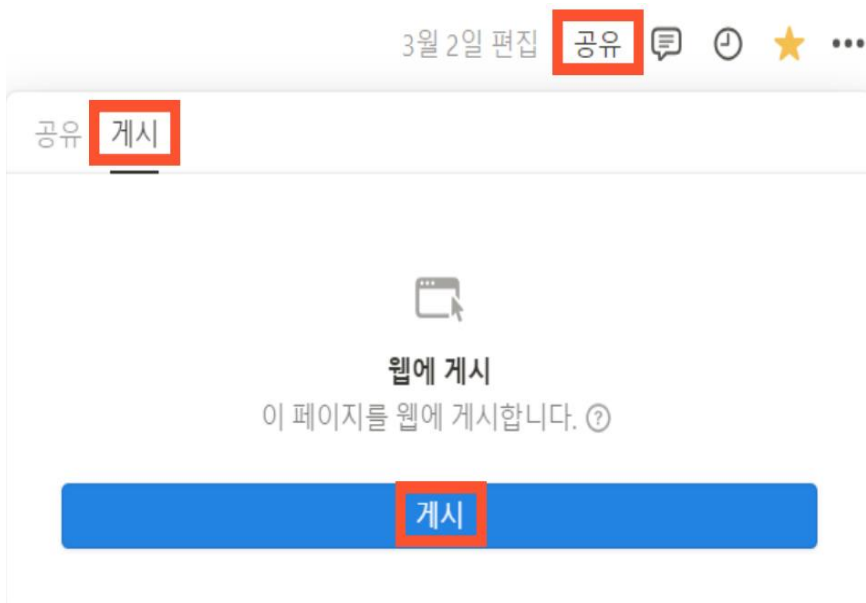 3월 2일 편집 공유
공유 게시
웹에 게시
이 페이지를 웹에 게시합니다. ?
게시